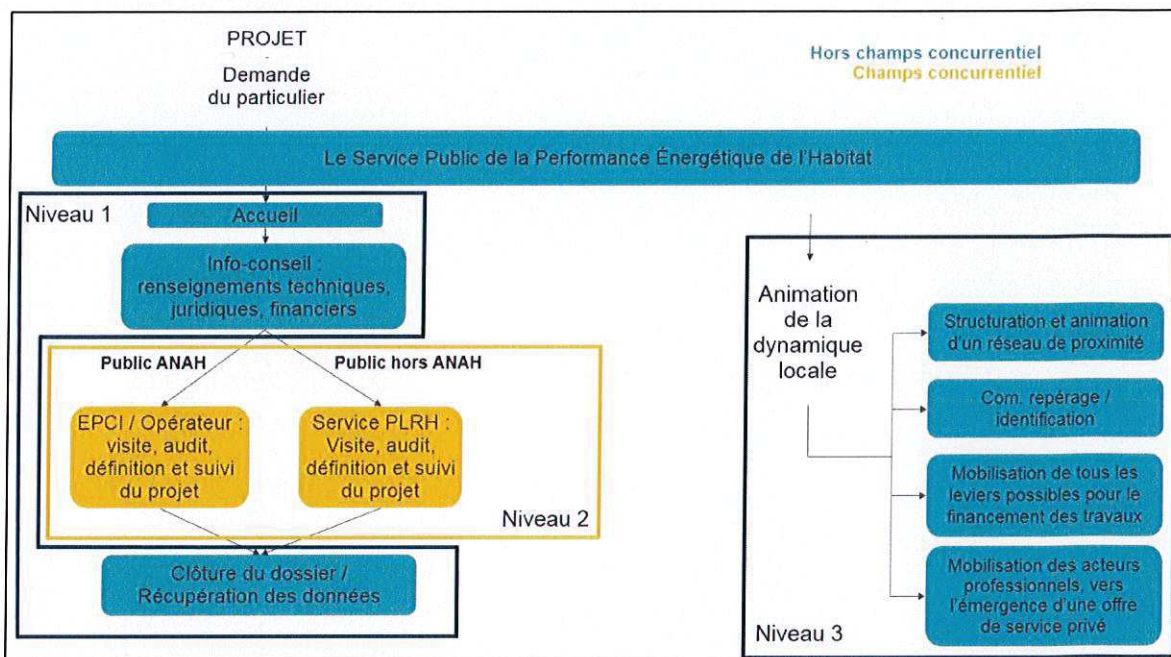 PROJET
Demande
du particulier
Hors champs concurrentiel
Champs concurrentiel
Le Service Public de la Performance Énergétique de l'Habitat
Niveau 1
Accueil
Info-conseil :
renseignements techniques,
juridiques, financiers
Public ANAH
Public hors ANAH
EPCI / Opérateur :
visite, audit,
définition et suivi
du projet
Service PLRH :
Visite, audit,
définition et suivi
du projet
Niveau 2
Clôture du dossier /
Récupération des données
Animation
de la
dynamique
locale
Structuration et animation
d'un réseau de proximité
Com. repérage /
identification
Mobilisation de tous les
leviers possibles pour le
financement des travaux
Mobilisation des acteurs
professionnels, vers
l'émergence d'une offre
de service privé
Niveau 3